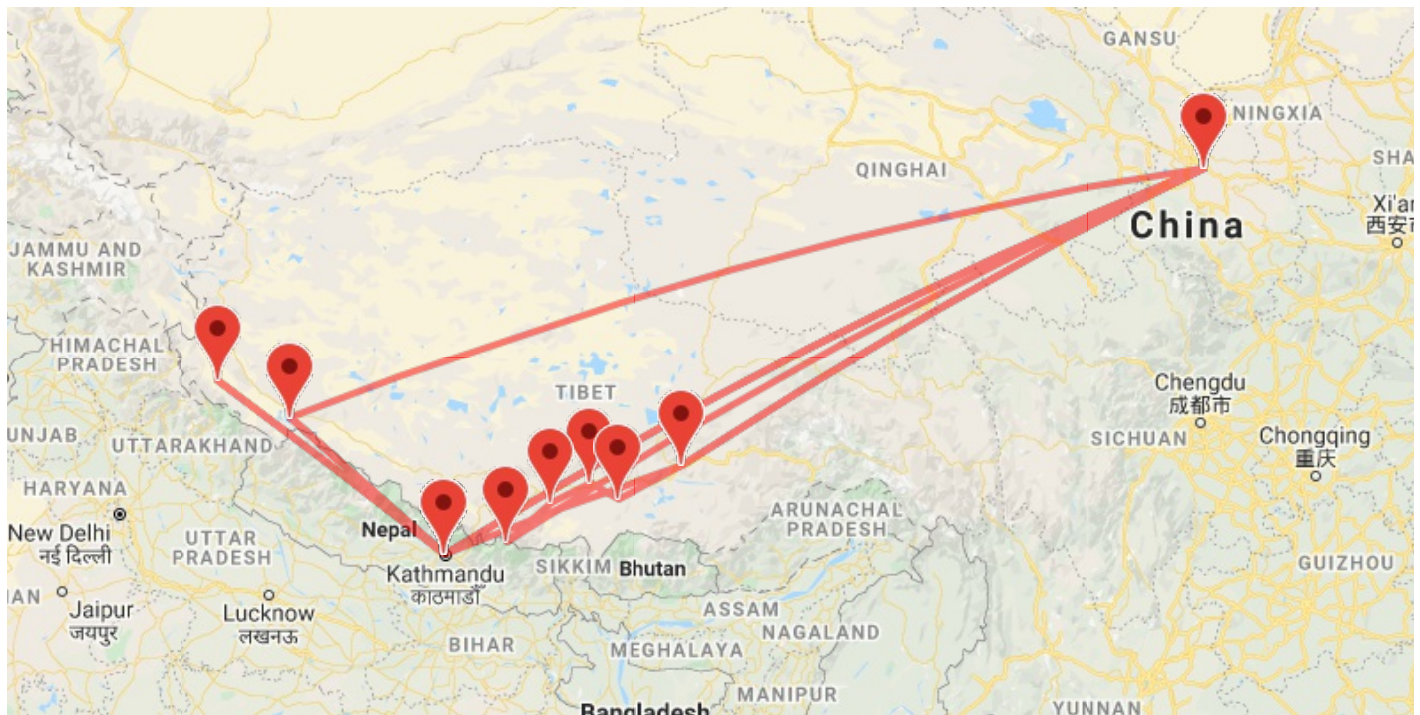 GANSU
NINGXIA
QINGHAI
SHA
Xi'an
西安市
China
JAMMU AND
KASHMIR
HIMACHAL
PRADESH
TIBET
Chengdu
成都市
UNJAB
UTTARAKHAND
SICHUAN
Chongqing
重庆
HARYANA
New Delhi
नई दिल्ली
UTTAR
PRADESH
Nepal
ARUNACHAL
PRADESH
Kathmandu
काठमाडौँ
SIKKIM
Bhutan
GUIZHOU
HAN
Jaipur
जयपुर
Lucknow
लखनऊ
ASSAM
NAGALAND
BIHAR
MEGHALAYA
MANIPUR
Bangladesh
YUNNAN